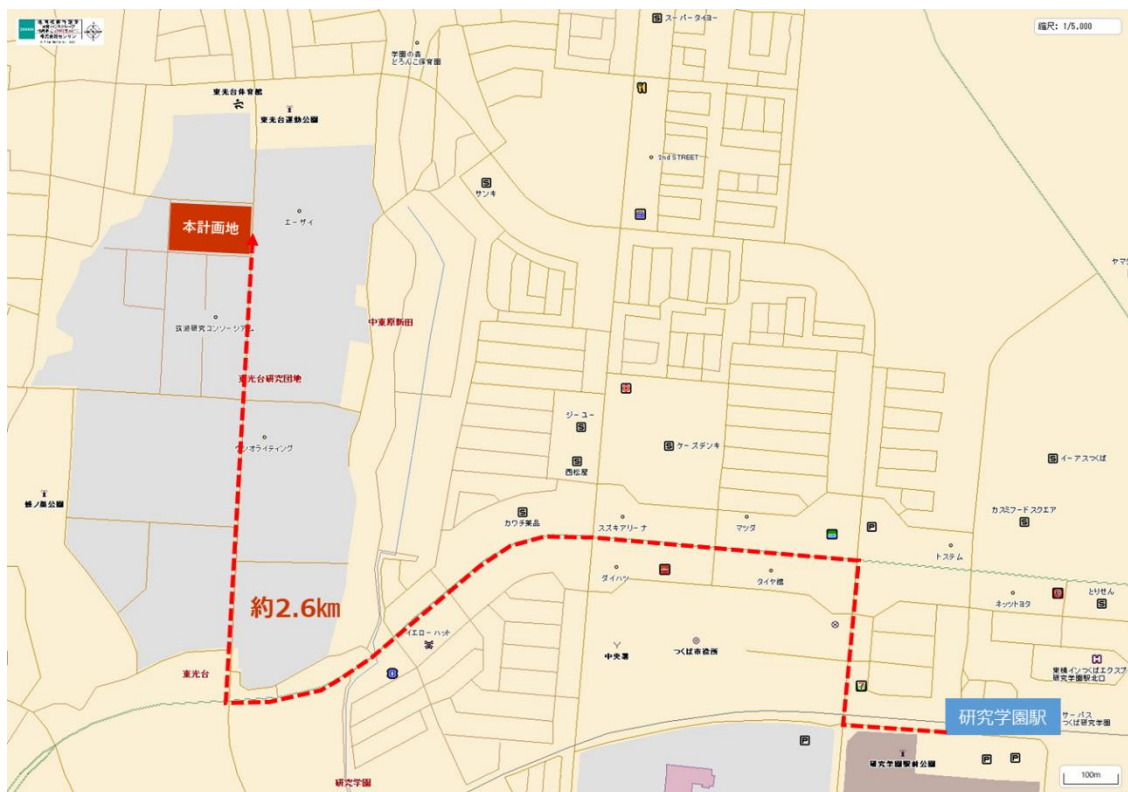 スーパータイヨー
縮尺: 1/5,000
学園の森
どろんこ保育園
東光台体育館
東光台運動公園
2nd STREET
サンキ
エーザイ
本計画地
中東原新田
筑波研究コンソーシアム
東光台研究団地
ジーユー
ケーズデンキ
西松屋
イーアスつくば
ウシオライティング
カスミフードスクエア
カワチ薬品
スズキアリーナ
マツダ
トステム
ダイハツ
タイヤ館
ネッツトヨタ
とりせん
約2.6km
イエローハット
中央署
つくば市役所
東横インつくばエクスプ
研究学園駅北口
東光台
研究学園駅
サーパス
つくば研究学園
研究学園駅前公園
研究学園
100m